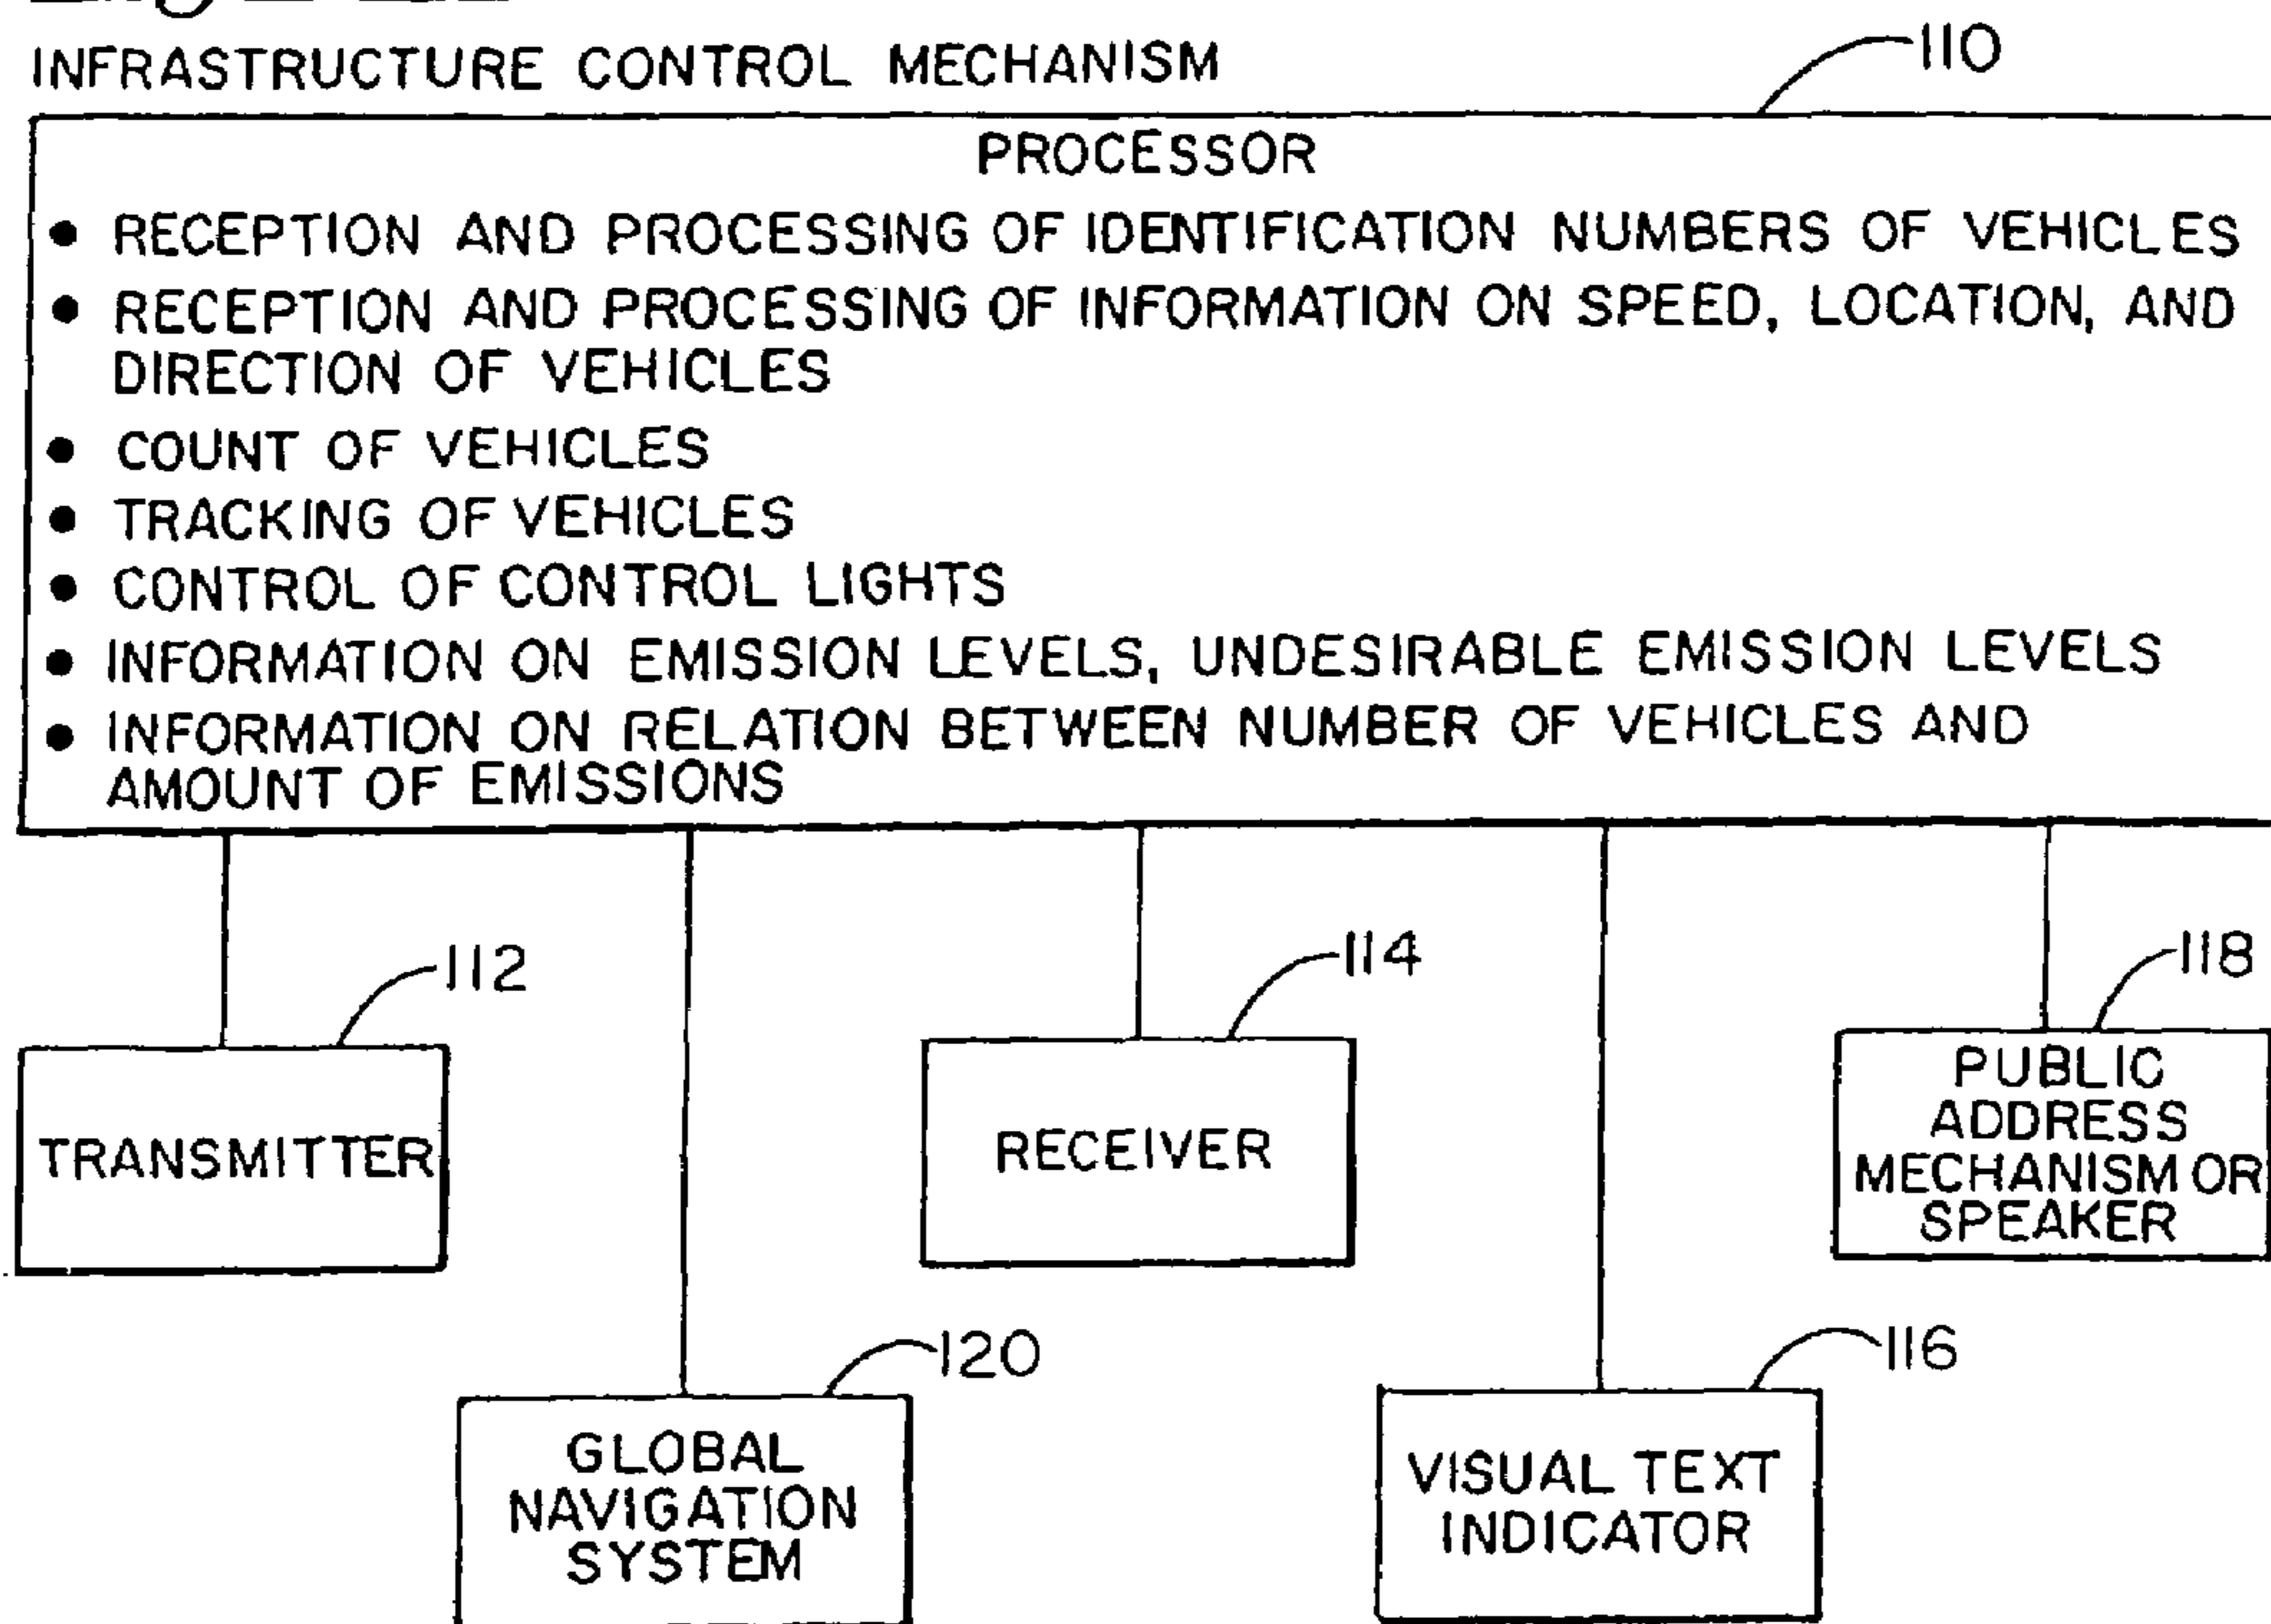 INFRASTRUCTURE CONTROL MECHANISM
110
PROCESSOR
• RECEPTION AND PROCESSING OF IDENTIFICATION NUMBERS OF VEHICLES
• RECEPTION AND PROCESSING OF INFORMATION ON SPEED, LOCATION, AND
DIRECTION OF VEHICLES
• COUNT OF VEHICLES
• TRACKING OF VEHICLES
• CONTROL OF CONTROL LIGHTS
• INFORMATION ON EMISSION LEVELS, UNDESIRABLE EMISSION LEVELS
• INFORMATION ON RELATION BETWEEN NUMBER OF VEHICLES AND
AMOUNT OF EMISSIONS
112
TRANSMITTER
114
RECEIVER
118
PUBLIC
ADDRESS
MECHANISM OR
SPEAKER
120
GLOBAL
NAVIGATION
SYSTEM
116
VISUAL TEXT
INDICATOR